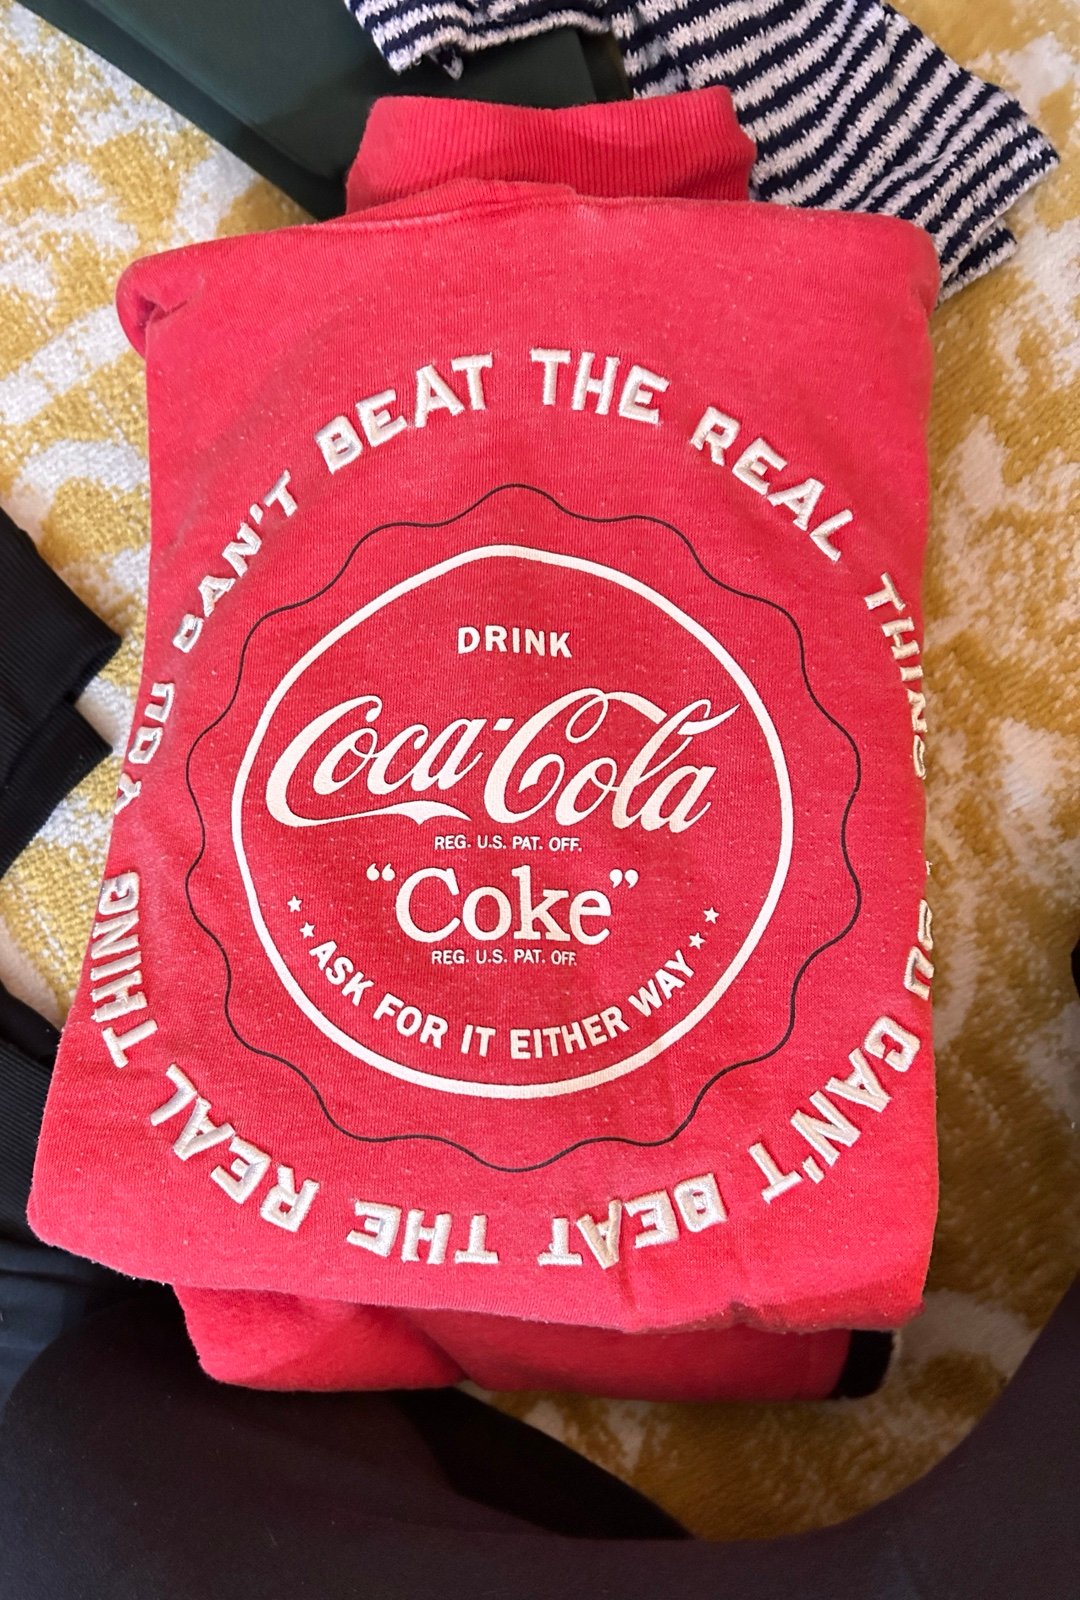 YOU CAN'T BEAT THE REAL THING YOU CAN'T BEAT THE REAL THING
DRINK
Coca-Cola
REG. U.S. PAT. OFF.
“Coke”
REG. U.S. PAT. OFF.
ASK FOR IT EITHER WAY